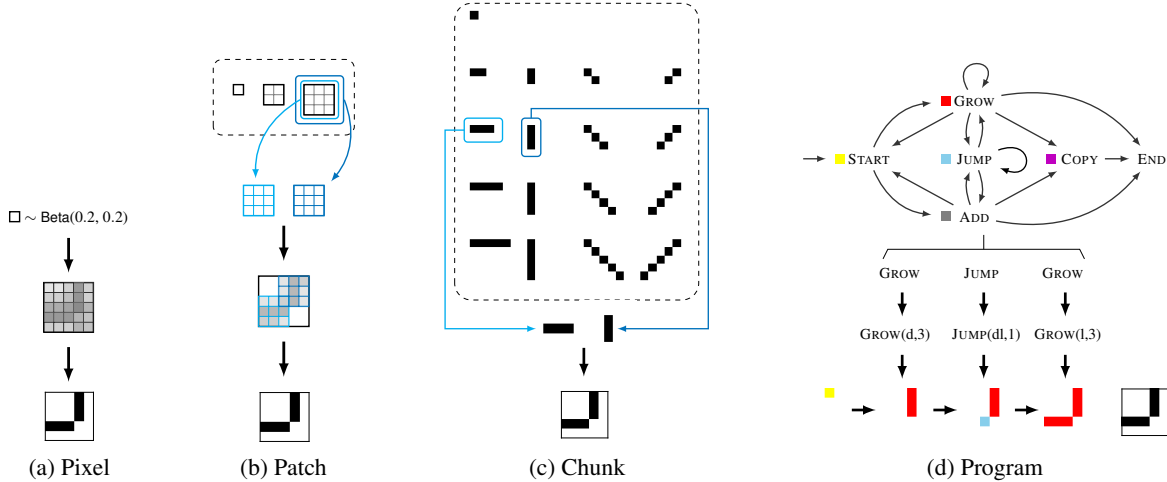 □ ∼ Beta(0.2, 0.2)
(a) Pixel
(b) Patch
(c) Chunk
GROW
START
JUMP
COPY
END
ADD
GROW JUMP GROW
GROW(d,3) JUMP(dl,1) GROW(l,3)
(d) Program